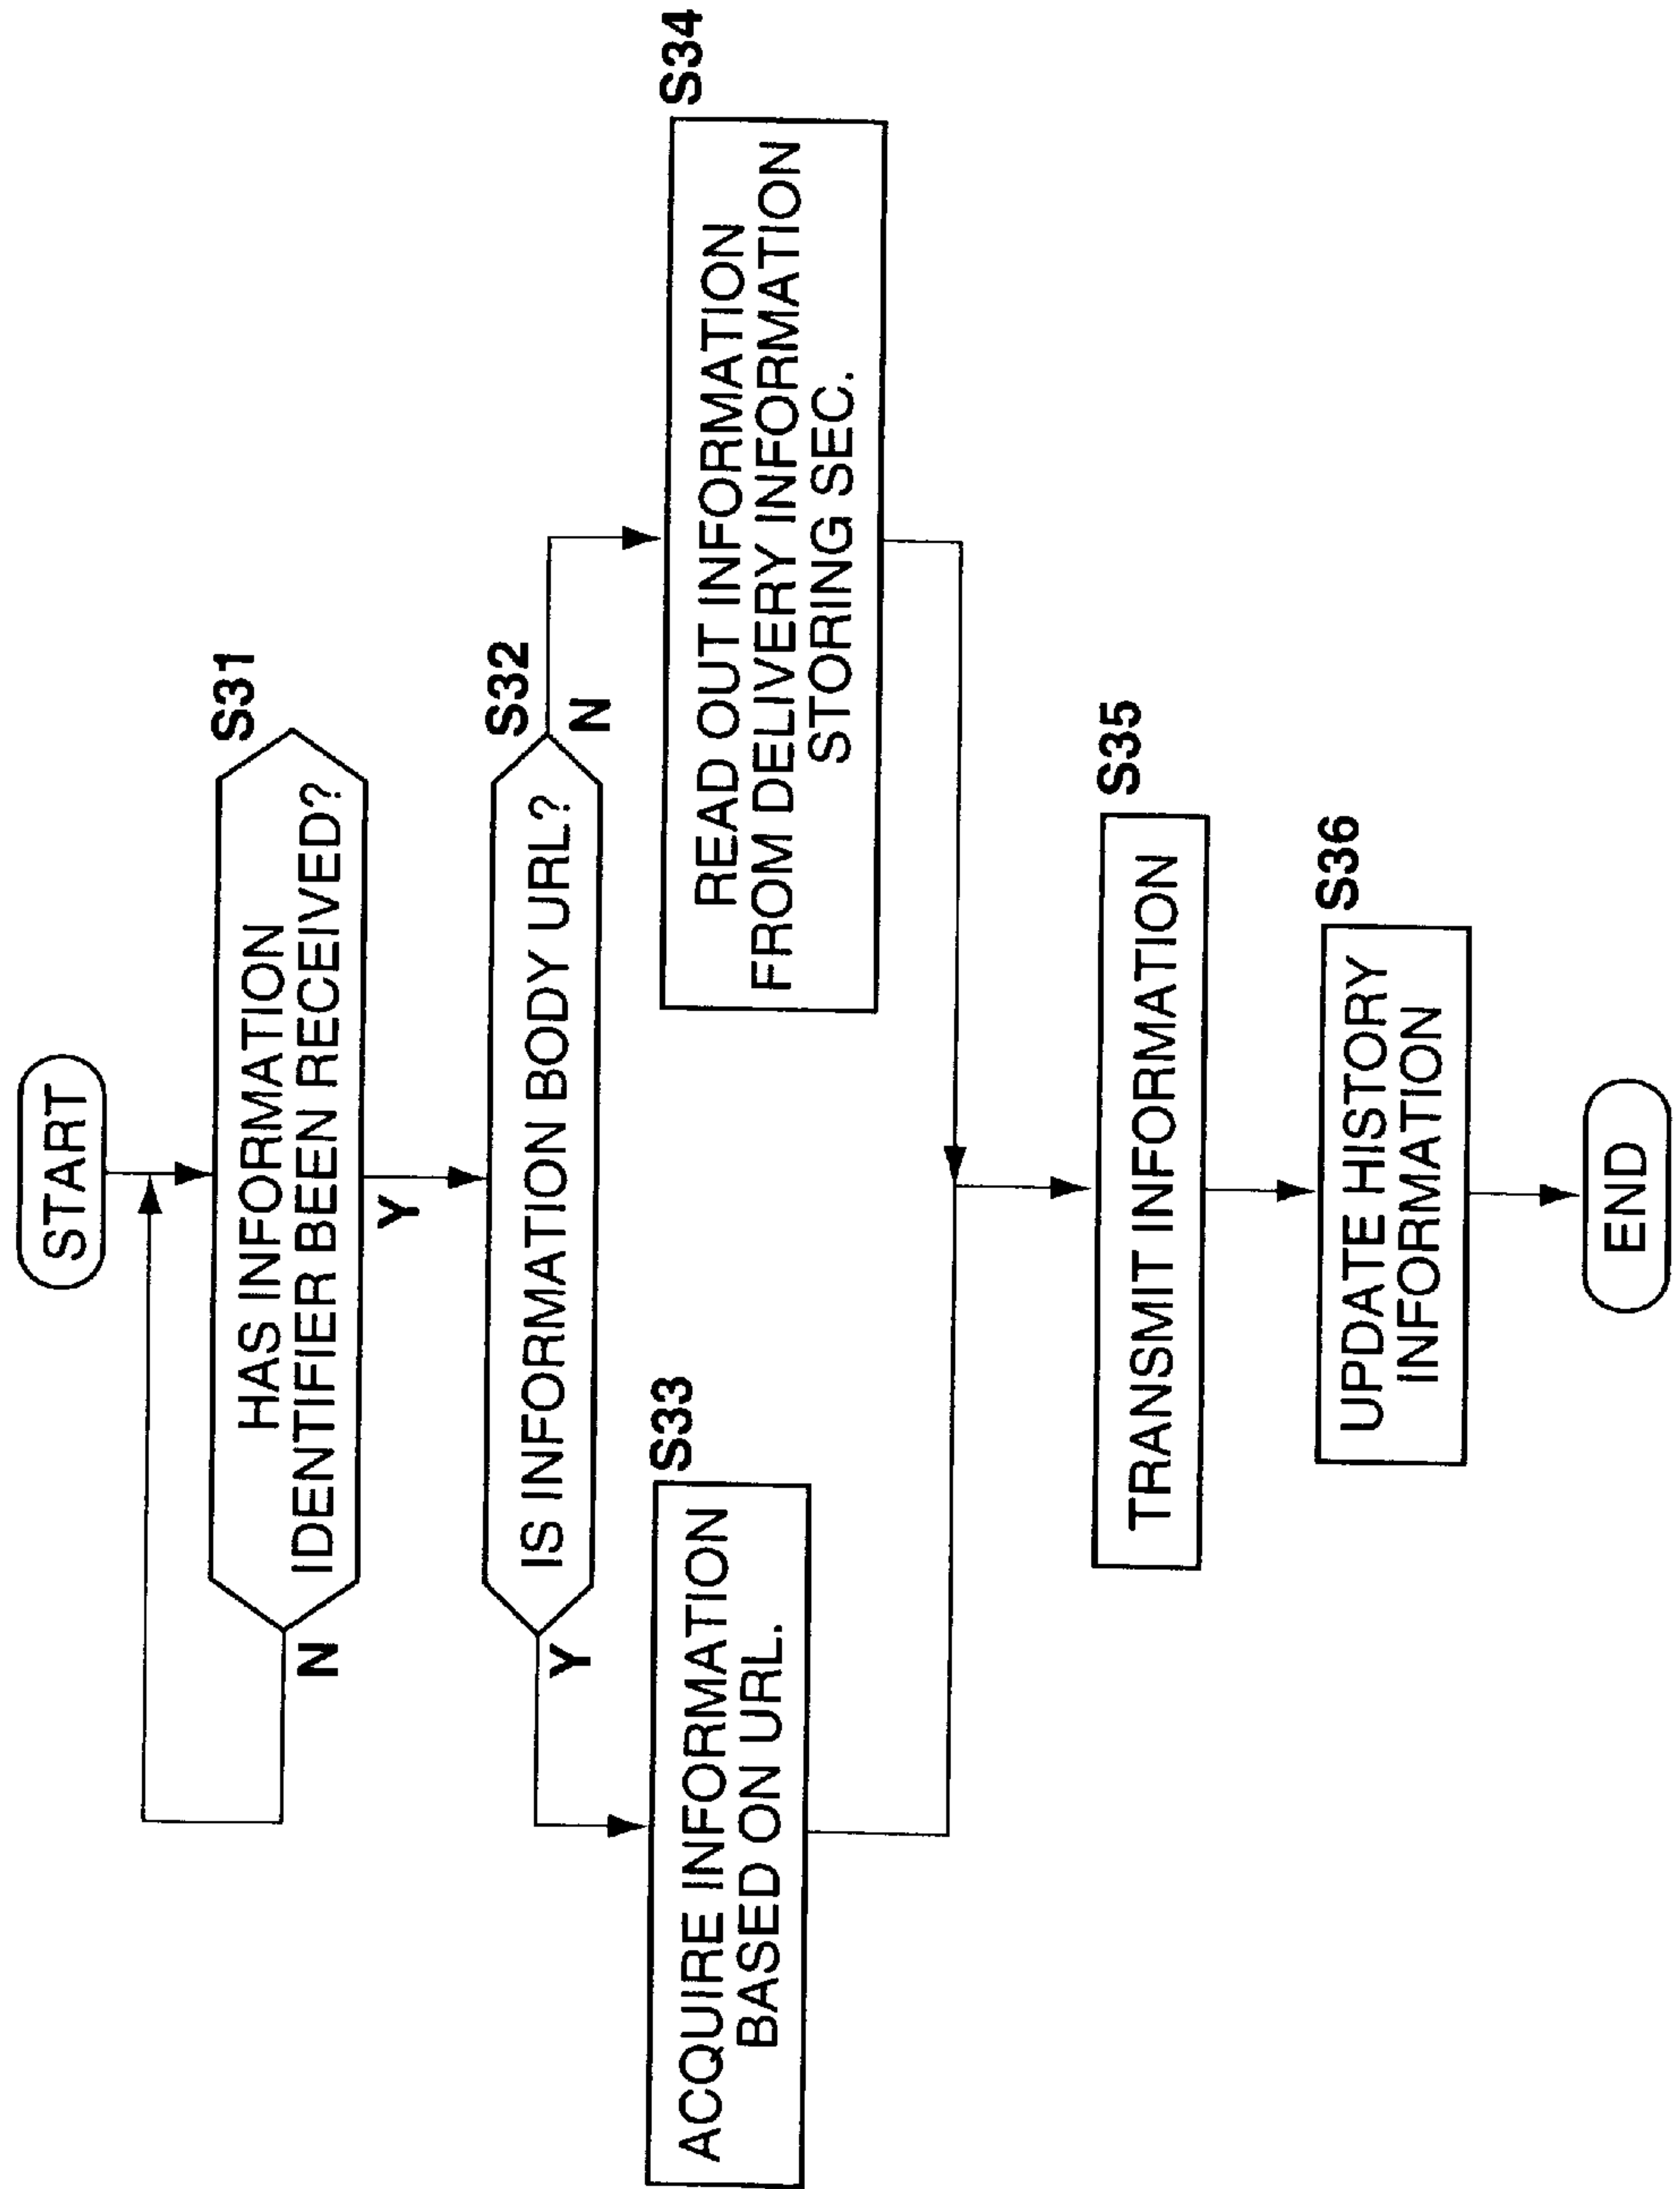 START
S31
HAS INFORMATION
IDENTIFIER BEEN RECEIVED?
N
Y
S32
IS INFORMATION BODY URL?
Y
N
S33
ACQUIRE INFORMATION
BASED ON URL.
S34
READ OUT INFORMATION
FROM DELIVERY INFORMATION
STORING SEC.
S35
TRANSMIT INFORMATION
S36
UPDATE HISTORY
INFORMATION
END